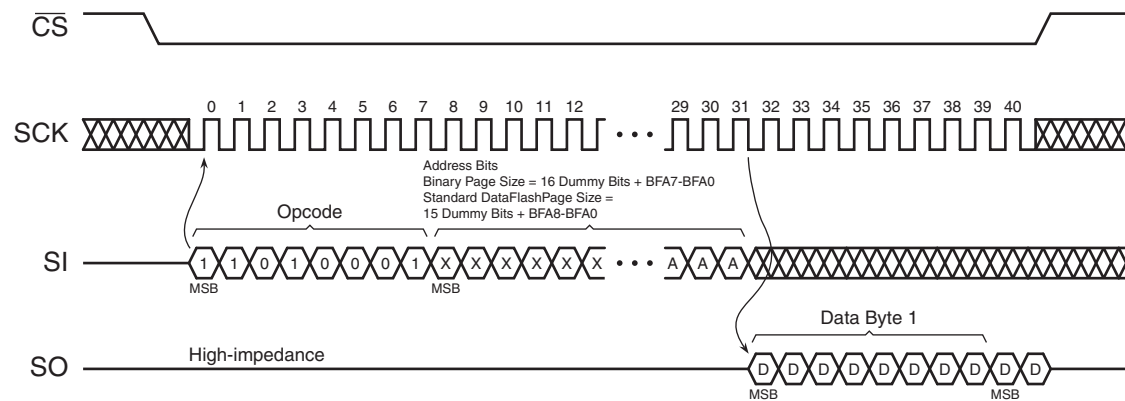 CS
SCK
0 1 2 3 4 5 6 7 8 9 10 11 12 29 30 31 32 33 34 35 36 37 38 39 40
Address Bits
Binary Page Size = 16 Dummy Bits + BFA7-BFA0
Standard DataFlashPage Size =
15 Dummy Bits + BFA8-BFA0
Opcode
SI
1 1 0 1 0 0 0 1 X X X X X X A A A
MSB MSB
Data Byte 1
SO
High-impedance
D D D D D D D D D D
MSB MSB